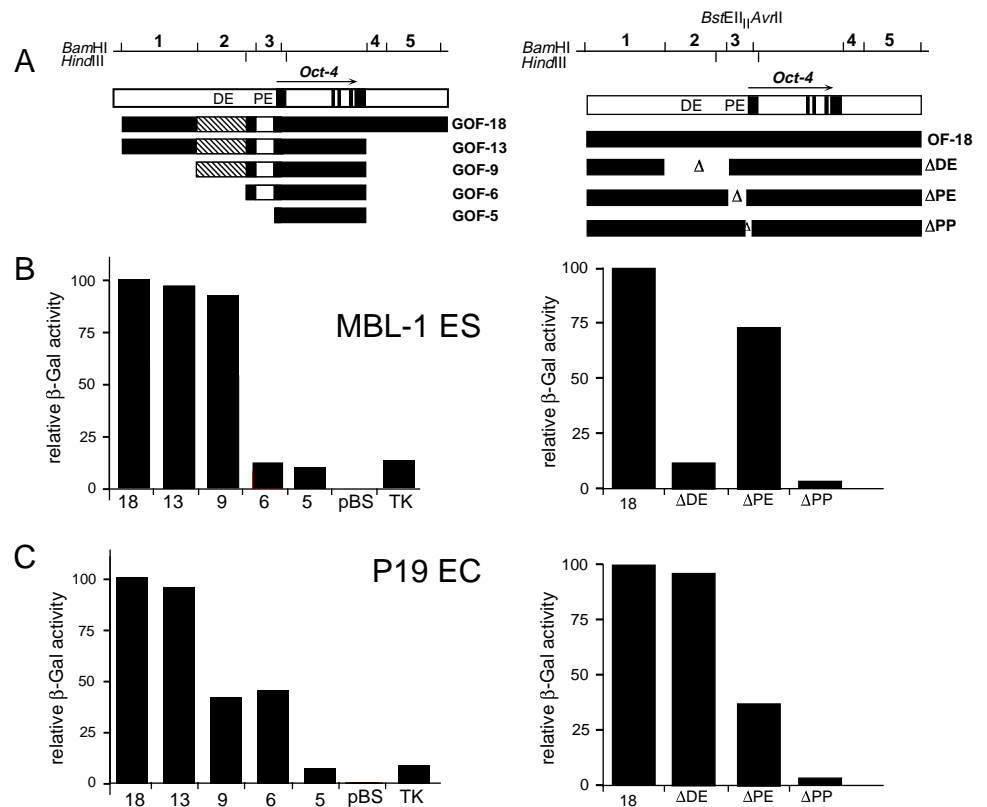 A
BamHI
HindIII
1 2 3 4 5
Oct-4
DE PE
GOF-18
GOF-13
GOF-9
GOF-6
GOF-5
BstEII AvrII
BamHI
HindIII
1 2 3 4 5
Oct-4
DE PE
OF-18
Δ ΔDE
Δ ΔPE
Δ ΔPP
B
relative β-Gal activity
100
75
50
25
0
18 13 9 6 5 pBS TK
MBL-1 ES
relative β-Gal activity
100
75
50
25
0
18 ΔDE ΔPE ΔPP
C
relative β-Gal activity
100
75
50
25
0
18 13 9 6 5 pBS TK
P19 EC
relative β-Gal activity
100
75
50
25
0
18 ΔDE ΔPE ΔPP